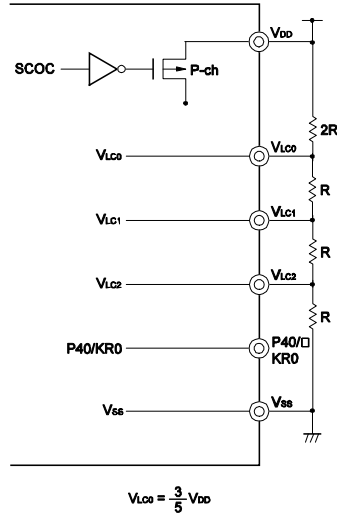 VDD
SCOC
P-ch
2R
VLC0 VLC0
R
VLC1 VLC1
R
VLC2 VLC2
R
P40/KR0 P40/□
KR0
VSS VSS
VLC0 = 3/5 VDD